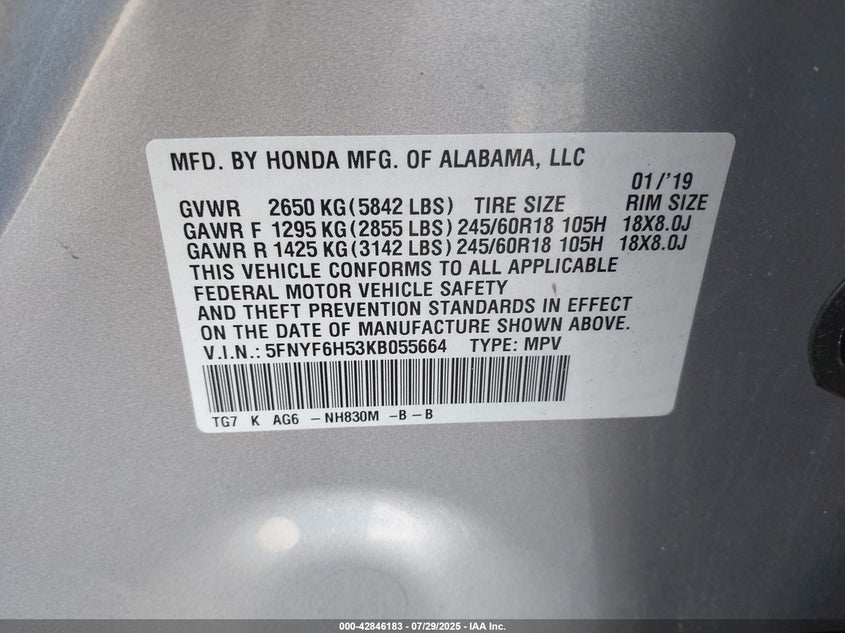 MFD. BY HONDA MFG. OF ALABAMA, LLC
01/'19
GVWR 2650 KG(5842 LBS) TIRE SIZE RIM SIZE
GAWR F 1295 KG(2855 LBS) 245/60R18 105H 18X8.0J
GAWR R 1425 KG(3142 LBS) 245/60R18 105H 18X8.0J
THIS VEHICLE CONFORMS TO ALL APPLICABLE
FEDERAL MOTOR VEHICLE SAFETY
AND THEFT PREVENTION STANDARDS IN EFFECT
ON THE DATE OF MANUFACTURE SHOWN ABOVE.
V.I.N.: 5FNYF6H53KB055664 TYPE: MPV
TG7 K AG6 -NH830M -B-B
000-42846183 - 07/29/2025 - IAA Inc.